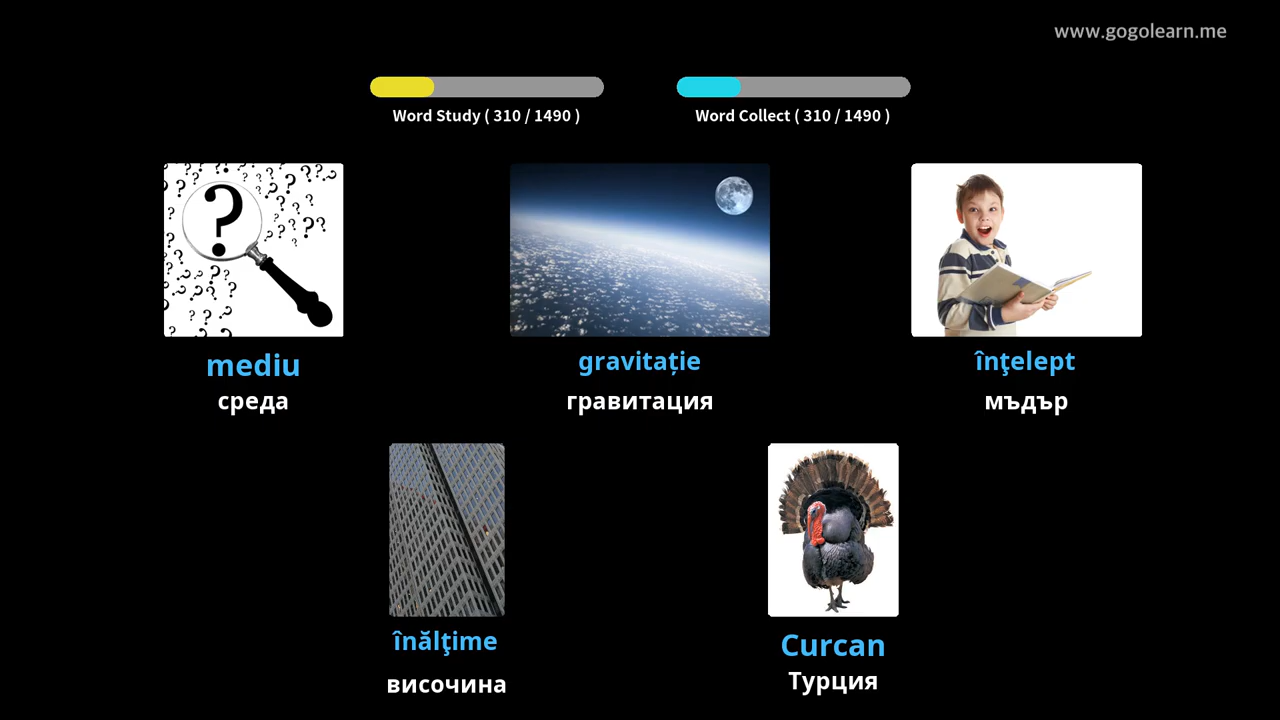 www.gogolearn.me
Word Study ( 310 / 1490 )
Word Collect ( 310 / 1490 )
mediu
среда
gravitație
гравитация
înţelept
мъдър
înălţime
височина
Curcan
Турция